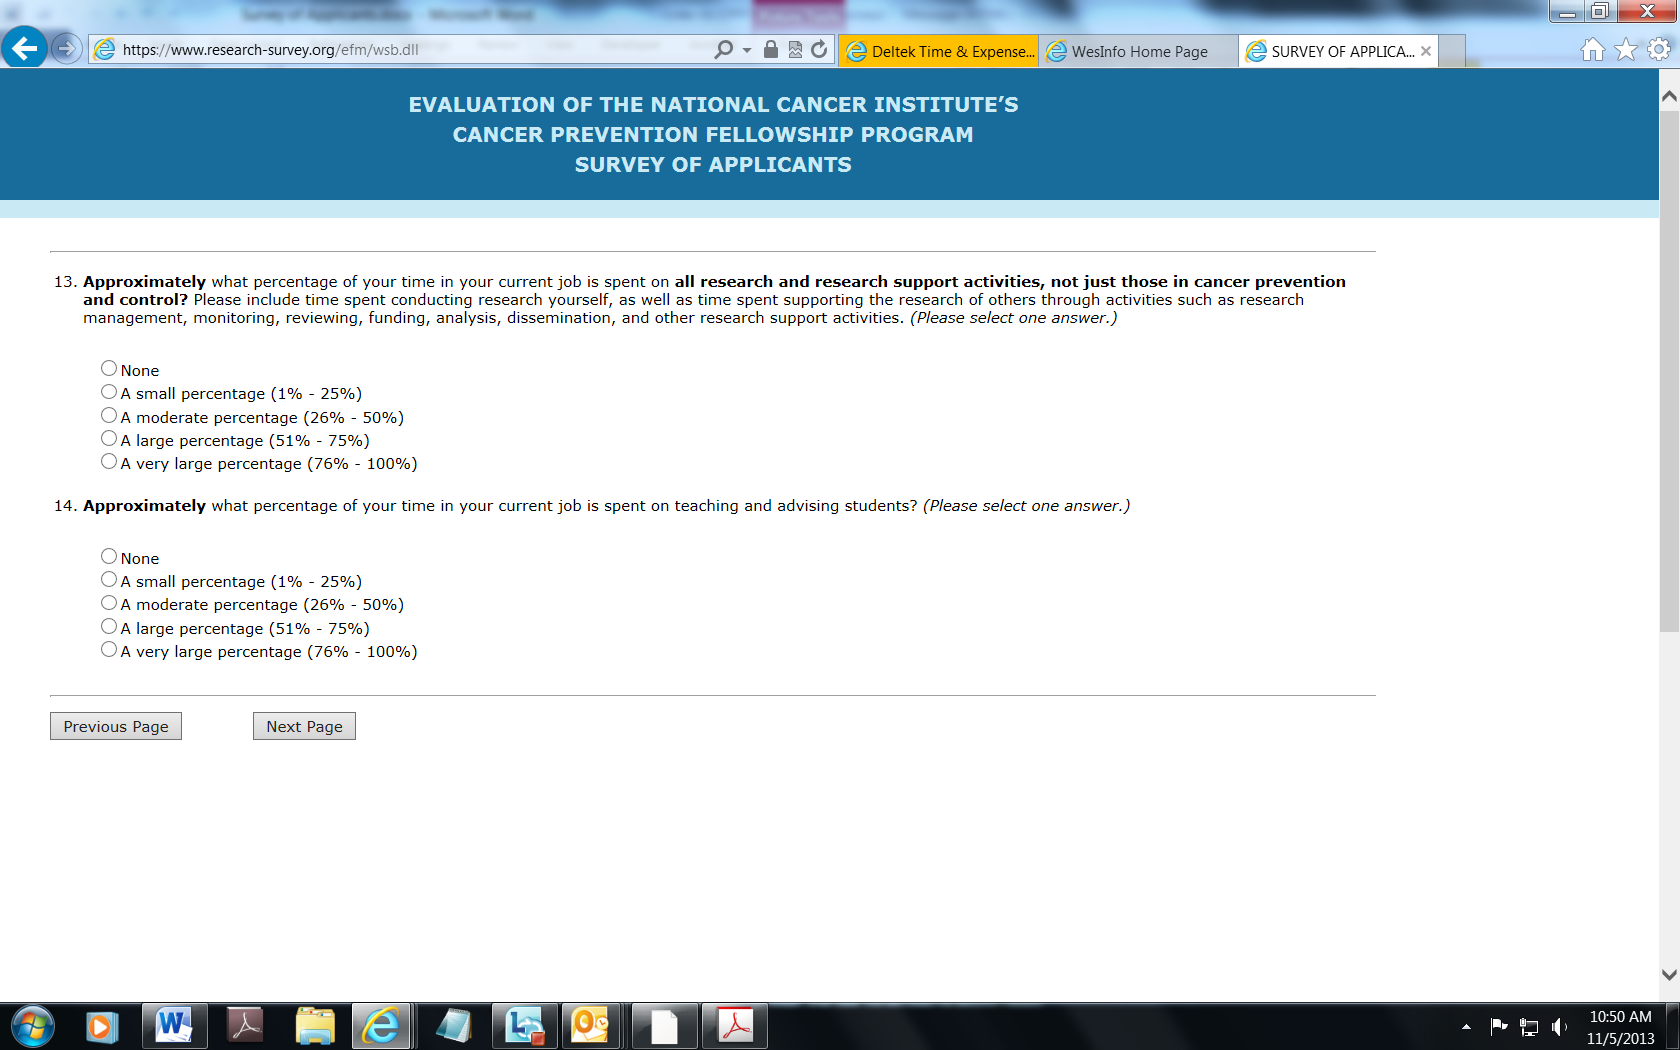 Survey of Applicants.docx - Microsoft Word
https://www.research-survey.org/efm/wsb.dll
Deltek Time & Expense...
WesInfo Home Page
SURVEY OF APPLICA...
EVALUATION OF THE NATIONAL CANCER INSTITUTE’S
CANCER PREVENTION FELLOWSHIP PROGRAM
SURVEY OF APPLICANTS
13. Approximately what percentage of your time in your current job is spent on all research and research support activities, not just those in cancer prevention
and control? Please include time spent conducting research yourself, as well as time spent supporting the research of others through activities such as research
management, monitoring, reviewing, funding, analysis, dissemination, and other research support activities. (Please select one answer.)
None
A small percentage (1% - 25%)
A moderate percentage (26% - 50%)
A large percentage (51% - 75%)
A very large percentage (76% - 100%)
14. Approximately what percentage of your time in your current job is spent on teaching and advising students? (Please select one answer.)
None
A small percentage (1% - 25%)
A moderate percentage (26% - 50%)
A large percentage (51% - 75%)
A very large percentage (76% - 100%)
Previous Page
Next Page
10:50 AM
11/5/2013